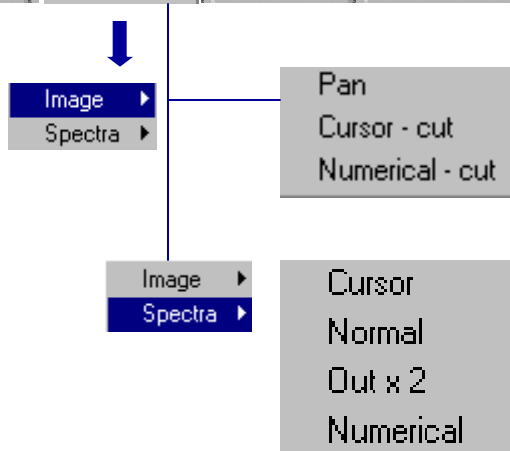 Image
Spectra
Pan
Cursor - cut
Numerical - cut
Image
Spectra
Cursor
Normal
Out x 2
Numerical